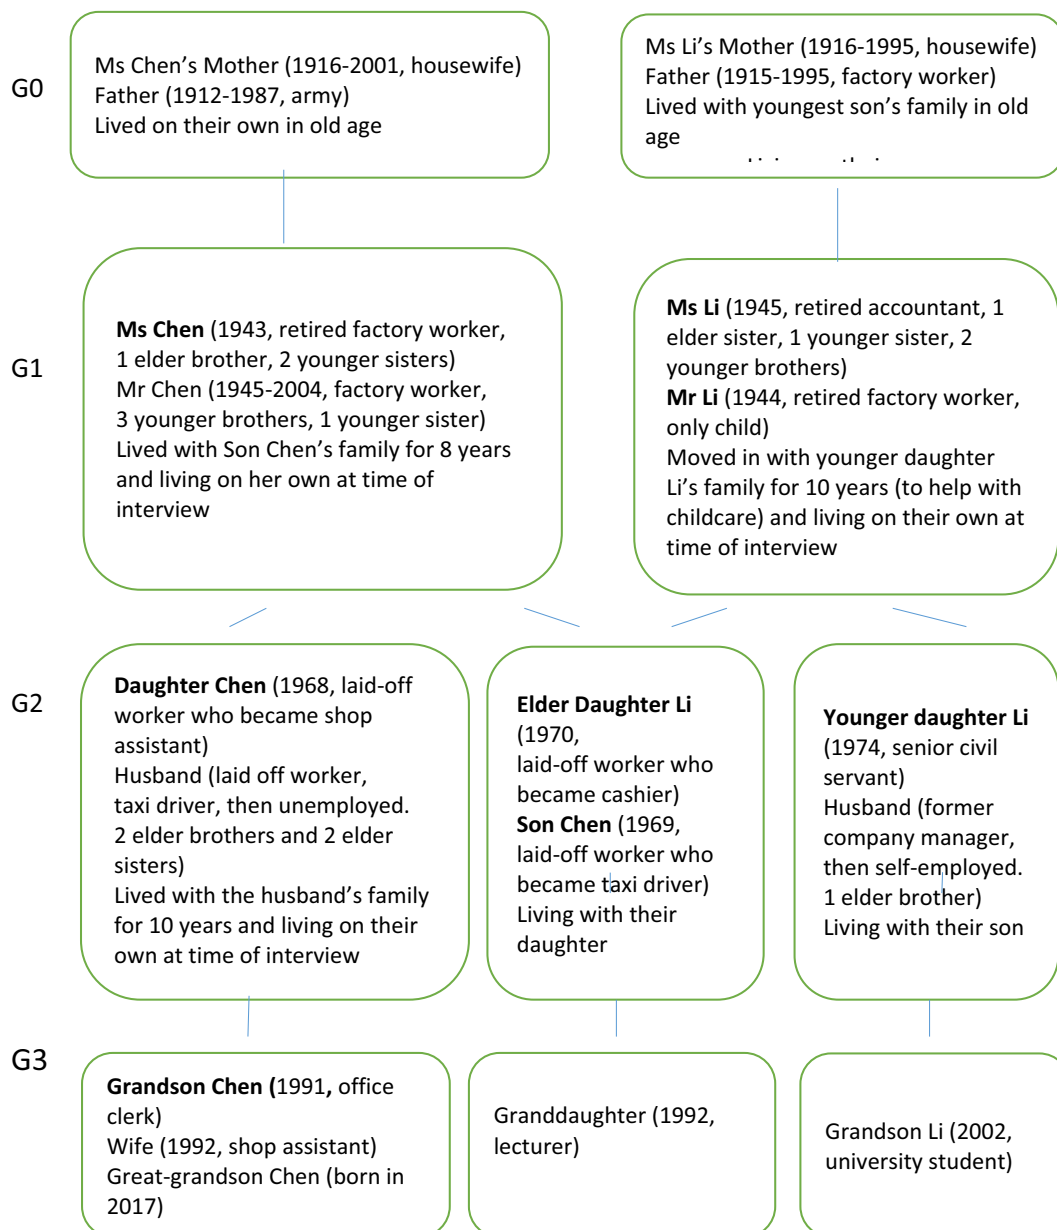 G0
Ms Chen’s Mother (1916-2001, housewife)
Father (1912-1987, army)
Lived on their own in old age
Ms Li’s Mother (1916-1995, housewife)
Father (1915-1995, factory worker)
Lived with youngest son’s family in old
age
G1
Ms Chen (1943, retired factory worker,
1 elder brother, 2 younger sisters)
Mr Chen (1945-2004, factory worker,
3 younger brothers, 1 younger sister)
Lived with Son Chen’s family for 8 years
and living on her own at time of
interview
Ms Li (1945, retired accountant, 1
elder sister, 1 younger sister, 2
younger brothers)
Mr Li (1944, retired factory worker,
only child)
Moved in with younger daughter
Li’s family for 10 years (to help with
childcare) and living on their own at
time of interview
G2
Daughter Chen (1968, laid-off
worker who became shop
assistant)
Husband (laid off worker,
taxi driver, then unemployed.
2 elder brothers and 2 elder
sisters)
Lived with the husband’s family
for 10 years and living on their
own at time of interview
Elder Daughter Li
(1970,
laid-off worker who
became cashier)
Son Chen (1969,
laid-off worker who
became taxi driver)
Living with their
daughter
Younger daughter Li
(1974, senior civil
servant)
Husband (former
company manager,
then self-employed.
1 elder brother)
Living with their son
G3
Grandson Chen (1991, office
clerk)
Wife (1992, shop assistant)
Great-grandson Chen (born in
2017)
Granddaughter (1992,
lecturer)
Grandson Li (2002,
university student)